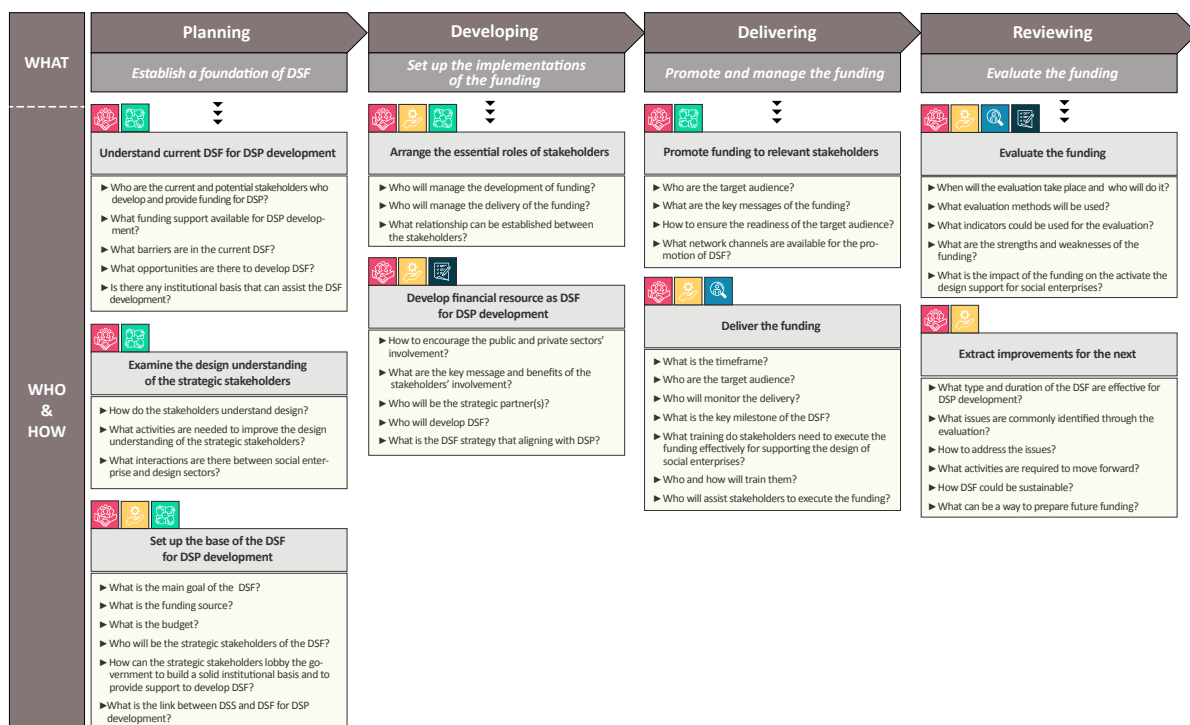 WHAT
Planning
Establish a foundation of DSF
Developing
Set up the implementations
of the funding
Delivering
Promote and manage the funding
Reviewing
Evaluate the funding
WHO
&
HOW
Understand current DSF for DSP development
►Who are the current and potential stakeholders who
develop and provide funding for DSP?
►What funding support available for DSP develop-
ment?
►What barriers are in the current DSF?
►What opportunities are there to develop DSF?
►Is there any institutional basis that can assist the DSF
development?
Examine the design understanding
of the strategic stakeholders
►How do the stakeholders understand design?
►What activities are needed to improve the design
understanding of the strategic stakeholders?
►What interactions are there between social enter-
prise and design sectors?
Set up the base of the DSF
for DSP development
►What is the main goal of the DSF?
►What is the funding source?
►What is the budget?
►Who will be the strategic stakeholders of the DSF?
►How can the strategic stakeholders lobby the go-
vernment to build a solid institutional basis and to
provide support to develop DSF?
►What is the link between DSS and DSF for DSP
development?
Arrange the essential roles of stakeholders
►Who will manage the development of funding?
►Who will manage the delivery of the funding?
►What relationship can be established between
the stakeholders?
Develop financial resource as DSF
for DSP development
►How to encourage the public and private sectors'
involvement?
►What are the key message and benefits of the
stakeholders' involvement?
►Who will be the strategic partner(s)?
►Who will develop DSF?
►What is the DSF strategy that aligning with DSP?
Promote funding to relevant stakeholders
►Who are the target audience?
►What are the key messages of the funding?
►How to ensure the readiness of the target audience?
►What network channels are available for the pro-
motion of DSF?
Deliver the funding
►What is the timeframe?
►Who are the target audience?
►Who will monitor the delivery?
►What is the key milestone of the DSF?
►What training do stakeholders need to execute the
funding effectively for supporting the design of
social enterprises?
►Who and how will train them?
►Who will assist stakeholders to execute the funding?
Evaluate the funding
►When will the evaluation take place and who will do it?
►What evaluation methods will be used?
►What indicators could be used for the evaluation?
►What are the strengths and weaknesses of the
funding?
►What is the impact of the funding on the activate the
design support for social enterprises?
Extract improvements for the next
►What type and duration of the DSF are effective for
DSP development?
►What issues are commonly identified through the
evaluation?
►How to address the issues?
►What activities are required to move forward?
►How DSF could be sustainable?
►What can be a way to prepare future funding?